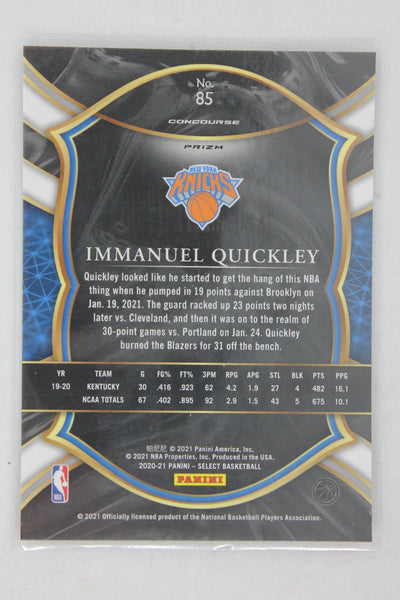 No.
85
CONCOURSE
PRIZM
NEW YORK
KNICKS
IMMANUEL QUICKLEY
Quickley looked like he started to get the hang of this NBA
thing when he pumped in 19 points against Brooklyn on
Jan. 19, 2021. The guard racked up 23 points two nights
later vs. Cleveland, and then it was on to the realm of
30-point games vs. Portland on Jan. 24. Quickley
burned the Blazers for 31 off the bench.
YR TEAM G FG% FT% 3PM RPG APG STL BLK PTS PPG
19-20 KENTUCKY 30 .416 .923 62 4.2 1.9 27 4 482 16.1
NCAA TOTALS 67 .402 .895 92 2.9 1.5 43 5 675 10.1
帕尼尼 © 2021 Panini America, Inc.
© 2021 NBA Properties, Inc. Produced in the USA.
2020-21 PANINI – SELECT BASKETBALL
PANINI
NBA
© 2021 Officially licensed product of the National Basketball Players Association.